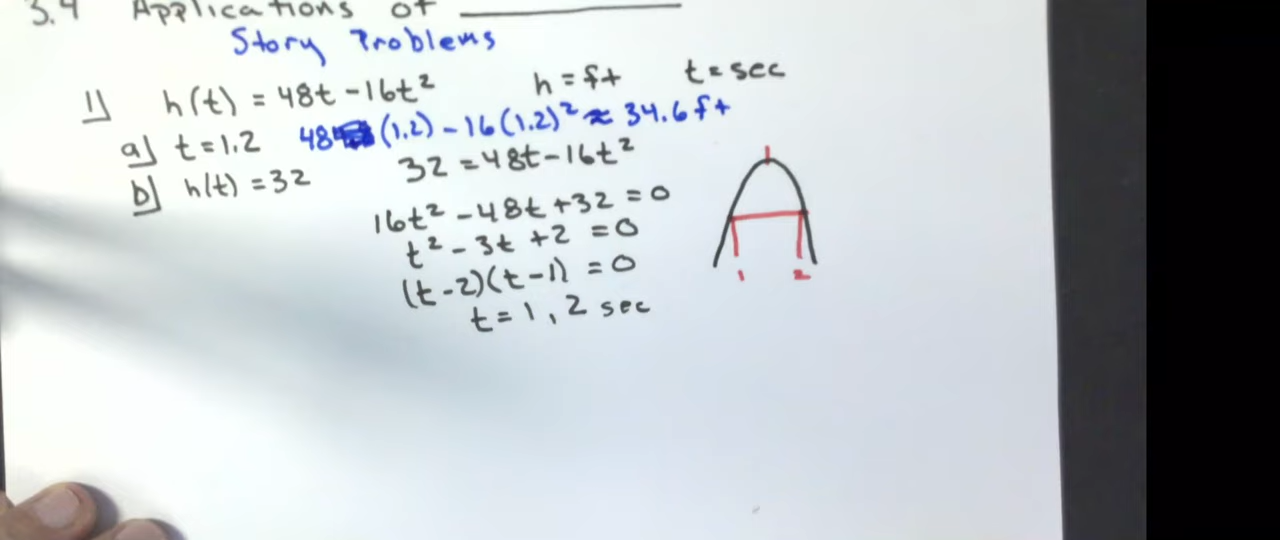 3.4 Applications of
Story Problems
1) h(t) = 48t - 16t² h = ft t = sec
a) t = 1.2 48 (1.2) - 16(1.2)² ≈ 34.6 ft
b) h(t) = 32 32 = 48t - 16t²
16t² - 48t + 32 = 0
t² - 3t + 2 = 0
(t-2)(t-1) = 0
t = 1, 2 sec
1 2